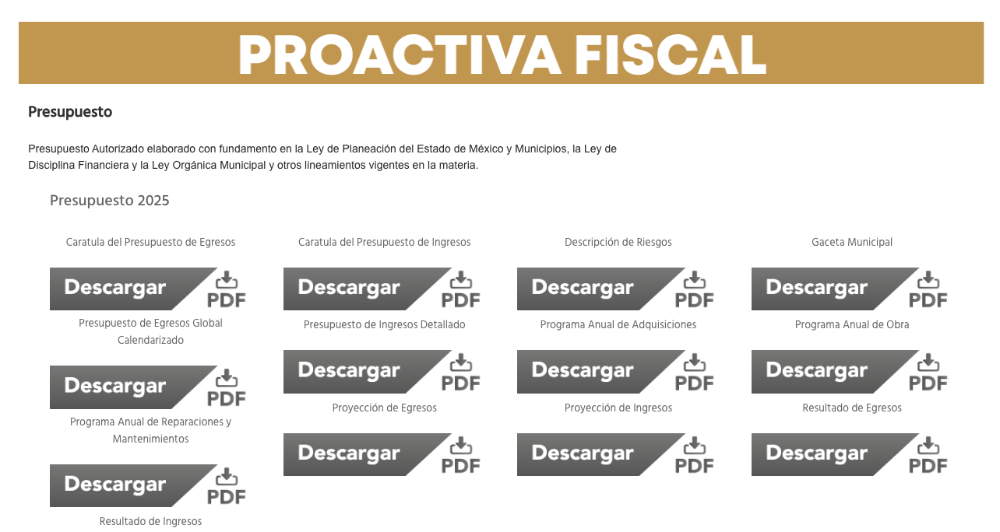 PROACTIVA FISCAL
Presupuesto
Presupuesto Autorizado elaborado con fundamento en la Ley de Planeación del Estado de México y Municipios, la Ley de
Disciplina Financiera y la Ley Orgánica Municipal y otros lineamientos vigentes en la materia.
Presupuesto 2025
Caratula del Presupuesto de Egresos
Caratula del Presupuesto de Ingresos
Descripción de Riesgos
Gaceta Municipal
Descargar PDF
Descargar PDF
Descargar PDF
Descargar PDF
Presupuesto de Egresos Global
Calendarizado
Presupuesto de Ingresos Detallado
Programa Anual de Adquisiciones
Programa Anual de Obra
Descargar PDF
Descargar PDF
Descargar PDF
Descargar PDF
Programa Anual de Reparaciones y
Mantenimientos
Proyección de Egresos
Proyección de Ingresos
Resultado de Egresos
Descargar PDF
Descargar PDF
Descargar PDF
Descargar PDF
Resultado de Ingresos